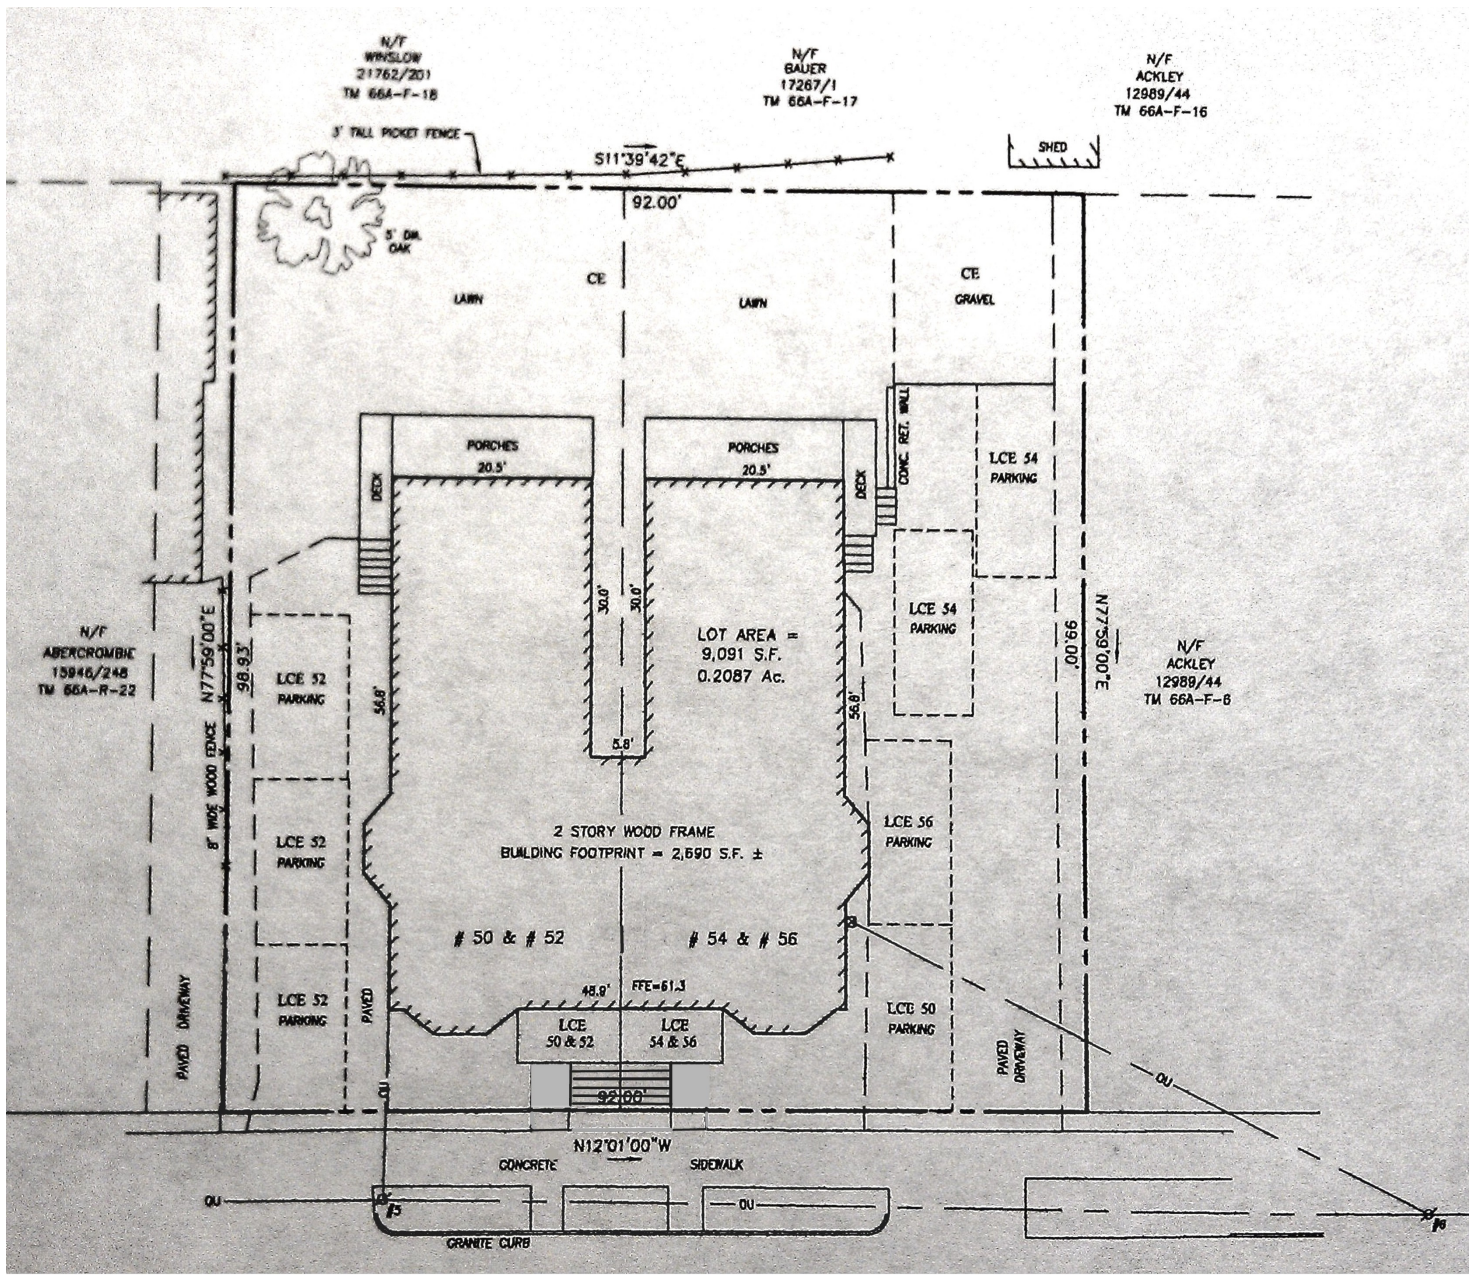 N/F
WINSLOW
21762/201
TM 66A-F-18
N/F
BAUER
17267/1
TM 66A-F-17
N/F
ACKLEY
12989/44
TM 66A-F-16
3' TALL PICKET FENCE
S11°39'42"E
SHED
92.00'
5' DIA.
OAK
CE
LAWN
LAWN
CE
GRAVEL
PORCHES
20.5'
PORCHES
20.5'
DECK
DECK
CONC. RET. WALL
LCE 54
PARKING
30.0'
30.0'
LCE 54
PARKING
LOT AREA =
9,091 S.F.
0.2087 Ac.
N/F
ABERCROMBIE
15946/248
TM 66A-R-22
N77°59'00"E
98.93'
LCE 52
PARKING
56.8'
56.8'
99.00'
N77°59'00"E
N/F
ACKLEY
12989/44
TM 66A-F-6
5.8'
8" WIDE WOOD FENCE
LCE 52
PARKING
2 STORY WOOD FRAME
BUILDING FOOTPRINT = 2,690 S.F. ±
LCE 56
PARKING
# 50 & # 52
# 54 & # 56
48.9'
FFE=61.3
LCE 52
PARKING
PAVED
LCE
50 & 52
LCE
54 & 56
LCE 50
PARKING
PAVED DRIVEWAY
PAVED
DRIVEWAY
OU
92.00'
OU
N12°01'00"W
CONCRETE
SIDEWALK
OU
#5
OU
#6
GRANITE CURB